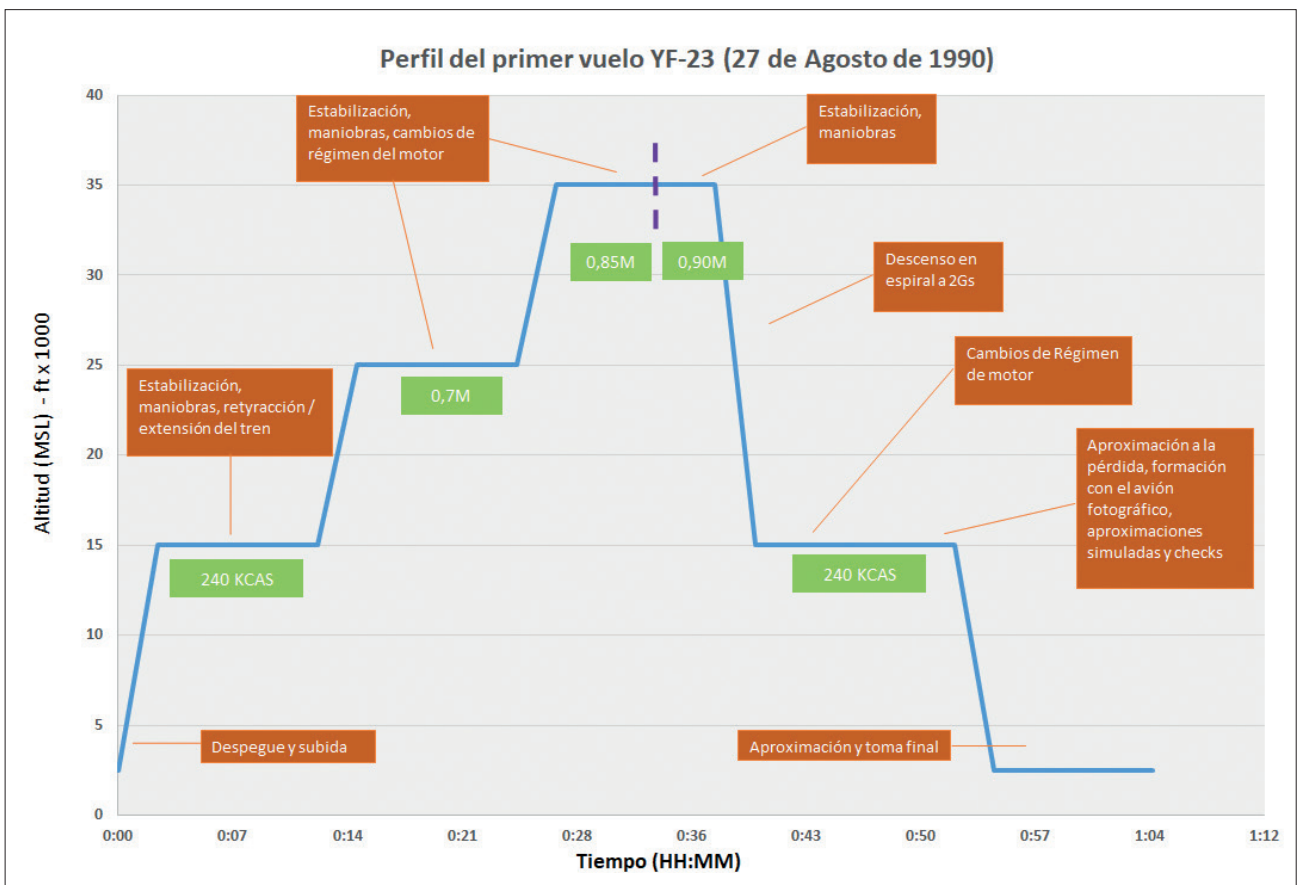 Perfil del primer vuelo YF-23 (27 de Agosto de 1990)
Altitud (MSL) - ft x 1000
40
35
30
25
20
15
10
5
0
Estabilización,
maniobras, cambios de
régimen del motor
Estabilización,
maniobras
0,85M
0,90M
Descenso en
espiral a 2Gs
Estabilización,
maniobras, retyracción /
extensión del tren
0,7M
Cambios de Régimen
de motor
Aproximación a la
pérdida, formación
con el avión
fotográfico,
aproximaciones
simuladas y checks
240 KCAS
240 KCAS
Despegue y subida
Aproximación y toma final
0:00
0:07
0:14
0:21
0:28
0:36
0:43
0:50
0:57
1:04
1:12
Tiempo (HH:MM)